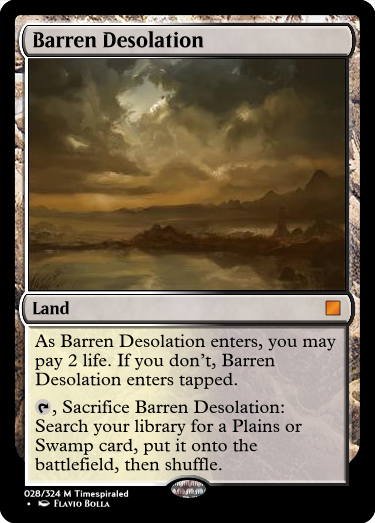 Barren Desolation
Land
As Barren Desolation enters, you may
pay 2 life. If you don't, Barren
Desolation enters tapped.
, Sacrifice Barren Desolation:
Search your library for a Plains or
Swamp card, put it onto the
battlefield, then shuffle.
028/324 M Timespiraled
• Flavio Bolla